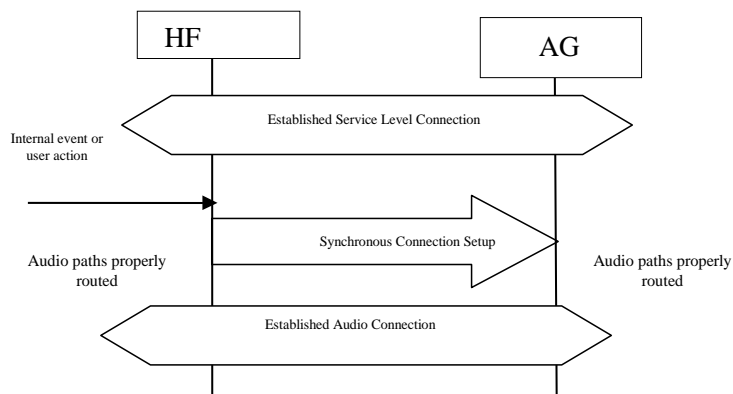 HF
AG
Established Service Level Connection
Internal event or
user action
Synchronous Connection Setup
Audio paths properly
routed
Audio paths properly
routed
Established Audio Connection